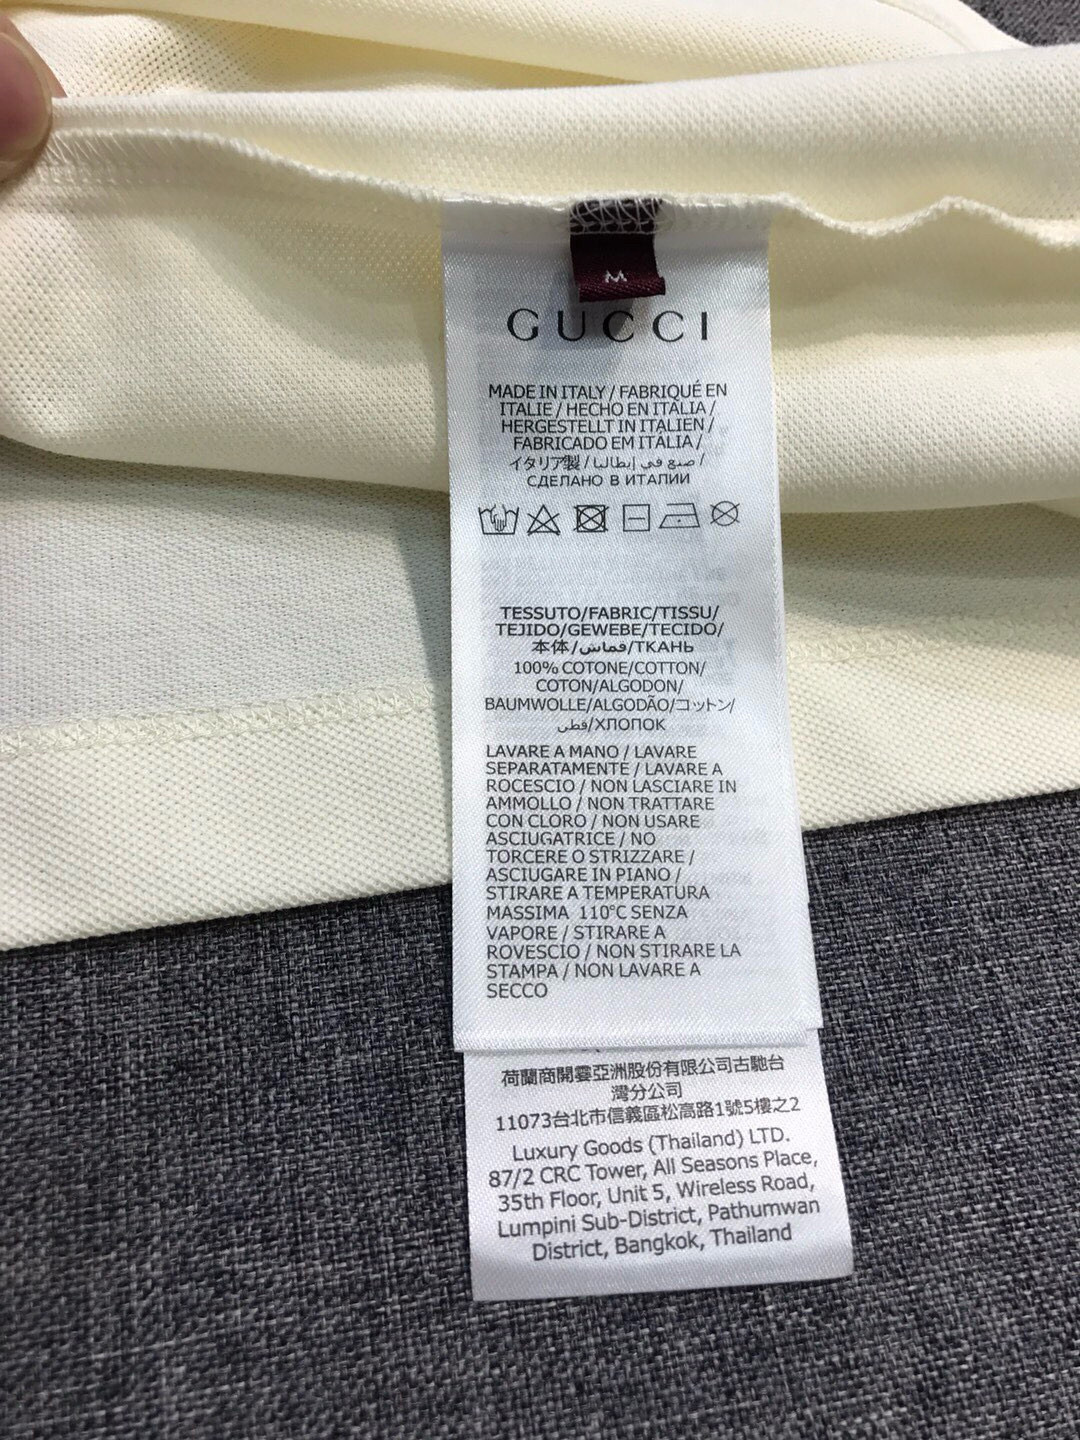 M
GUCCI
MADE IN ITALY / FABRIQUÉ EN
ITALIE / HECHO EN ITALIA /
HERGESTELLT IN ITALIEN /
FABRICADO EM ITÁLIA /
イタリア製 / صنع في إيطاليا /
СДЕЛАНО В ИТАЛИИ
TESSUTO/FABRIC/TISSU/
TEJIDO/GEWEBE/TECIDO/
本体/قماش/ТКАНЬ
100% COTONE/COTTON/
COTON/ALGODON/
BAUMWOLLE/ALGODÃO/コットン/
قطن/ХЛОПОК
LAVARE A MANO / LAVARE
SEPARATAMENTE / LAVARE A
ROCESCIO / NON LASCIARE IN
AMMOLLO / NON TRATTARE
CON CLORO / NON USARE
ASCIUGATRICE / NO
TORCERE O STRIZZARE /
ASCIUGARE IN PIANO /
STIRARE A TEMPERATURA
MASSIMA 110°C SENZA
VAPORE / STIRARE A
ROVESCIO / NON STIRARE LA
STAMPA / NON LAVARE A
SECCO
荷蘭商開雲亞洲股份有限公司古馳台
灣分公司
11073台北市信義區松高路1號5樓之2
Luxury Goods (Thailand) LTD.
87/2 CRC Tower, All Seasons Place,
35th Floor, Unit 5, Wireless Road,
Lumpini Sub-District, Pathumwan
District, Bangkok, Thailand